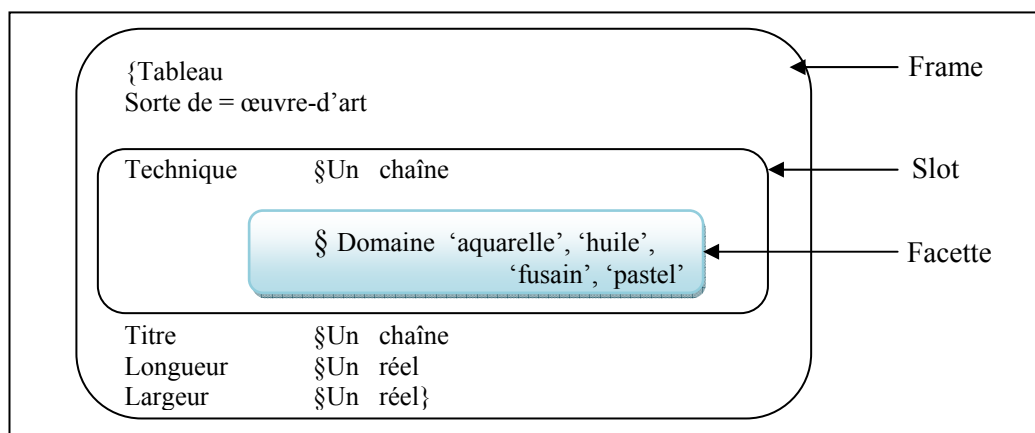 {Tableau
Sorte de = œuvre-d’art
Technique §Un chaîne
§ Domaine ‘aquarelle’, ‘huile’,
‘fusain’, ‘pastel’
Titre §Un chaîne
Longueur §Un réel
Largeur §Un réel}
Frame
Slot
Facette